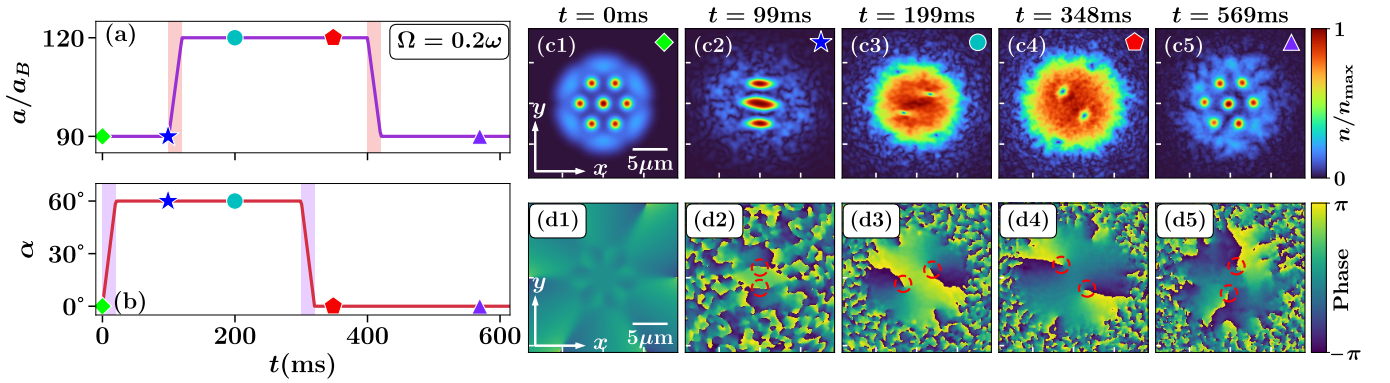 (a)
Ω = 0.2ω
120
90
a/a_B
(b)
60°
30°
0°
α
0
200
400
600
t(ms)
t = 0ms
t = 99ms
t = 199ms
t = 348ms
t = 569ms
(c1)
(c2)
(c3)
(c4)
(c5)
y
x
5μm
1
0
n/n_max
(d1)
(d2)
(d3)
(d4)
(d5)
y
x
5μm
π
−π
Phase